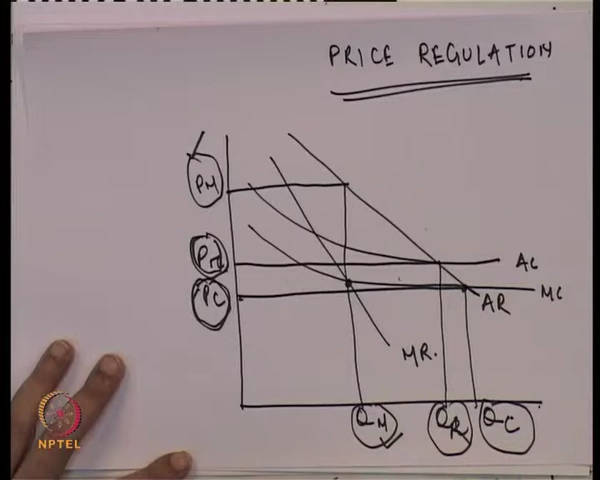 PRICE REGULATION
PM
PR
AC
PC
MC
AR
MR.
QM
QR
QC
NPTEL